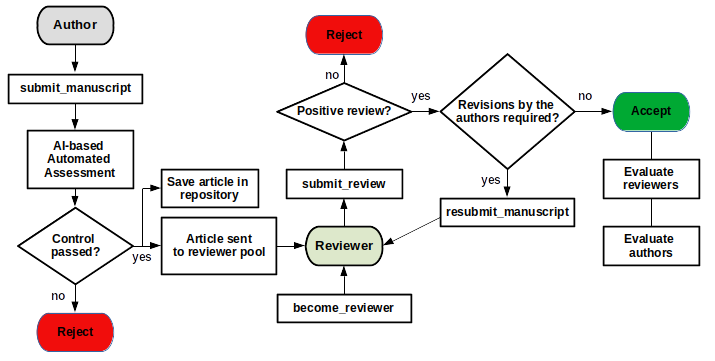 Author
submit_manuscript
AI-based
Automated
Assessment
Control
passed?
yes
no
Reject
Save article in
repository
Article sent
to reviewer pool
Reject
no
Positive review?
yes
submit_review
Reviewer
become_reviewer
Revisions by the
authors required?
no
yes
resubmit_manuscript
Accept
Evaluate
reviewers
Evaluate
authors